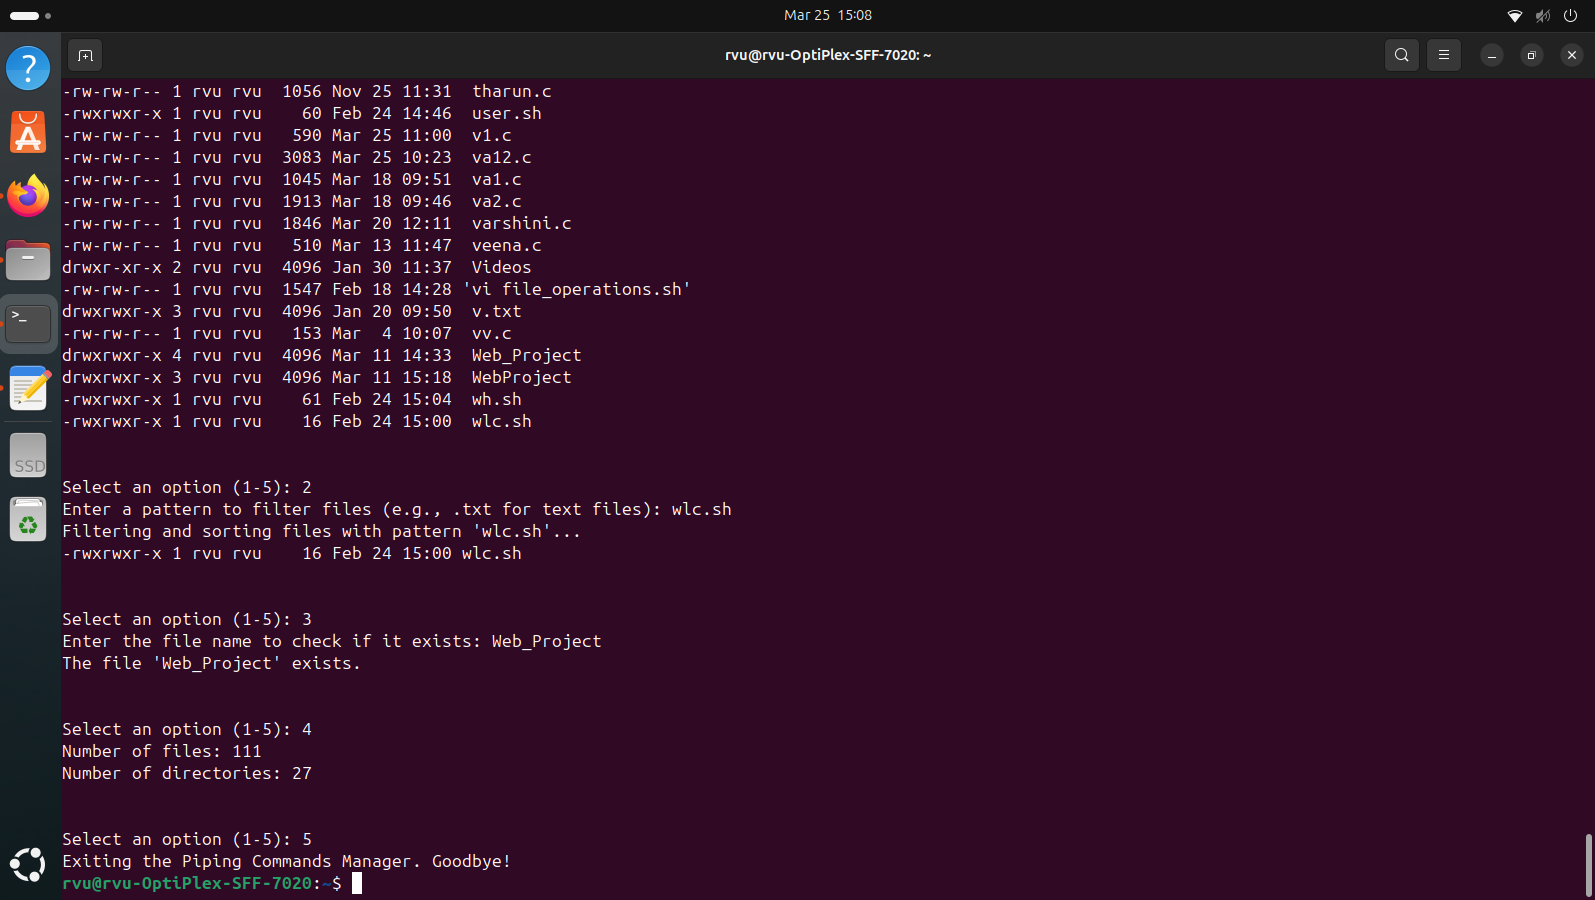 Mar 25 15:08
rvu@rvu-OptiPlex-SFF-7020: ~
-rw-rw-r-- 1 rvu rvu  1056 Nov 25 11:31  tharun.c
-rwxrwxr-x 1 rvu rvu    60 Feb 24 14:46  user.sh
-rw-rw-r-- 1 rvu rvu   590 Mar 25 11:00  v1.c
-rw-rw-r-- 1 rvu rvu  3083 Mar 25 10:23  va12.c
-rw-rw-r-- 1 rvu rvu  1045 Mar 18 09:51  va1.c
-rw-rw-r-- 1 rvu rvu  1913 Mar 18 09:46  va2.c
-rw-rw-r-- 1 rvu rvu  1846 Mar 20 12:11  varshini.c
-rw-rw-r-- 1 rvu rvu   510 Mar 13 11:47  veena.c
drwxr-xr-x 2 rvu rvu  4096 Jan 30 11:37  Videos
-rw-rw-r-- 1 rvu rvu  1547 Feb 18 14:28 'vi file_operations.sh'
drwxrwxr-x 3 rvu rvu  4096 Jan 20 09:50  v.txt
-rw-rw-r-- 1 rvu rvu   153 Mar  4 10:07  vv.c
drwxrwxr-x 4 rvu rvu  4096 Mar 11 14:33  Web_Project
drwxrwxr-x 3 rvu rvu  4096 Mar 11 15:18  WebProject
-rwxrwxr-x 1 rvu rvu    61 Feb 24 15:04  wh.sh
-rwxrwxr-x 1 rvu rvu    16 Feb 24 15:00  wlc.sh
Select an option (1-5): 2
Enter a pattern to filter files (e.g., .txt for text files): wlc.sh
Filtering and sorting files with pattern 'wlc.sh'...
-rwxrwxr-x 1 rvu rvu    16 Feb 24 15:00 wlc.sh
Select an option (1-5): 3
Enter the file name to check if it exists: Web_Project
The file 'Web_Project' exists.
Select an option (1-5): 4
Number of files: 111
Number of directories: 27
Select an option (1-5): 5
Exiting the Piping Commands Manager. Goodbye!
rvu@rvu-OptiPlex-SFF-7020:~$
SSD